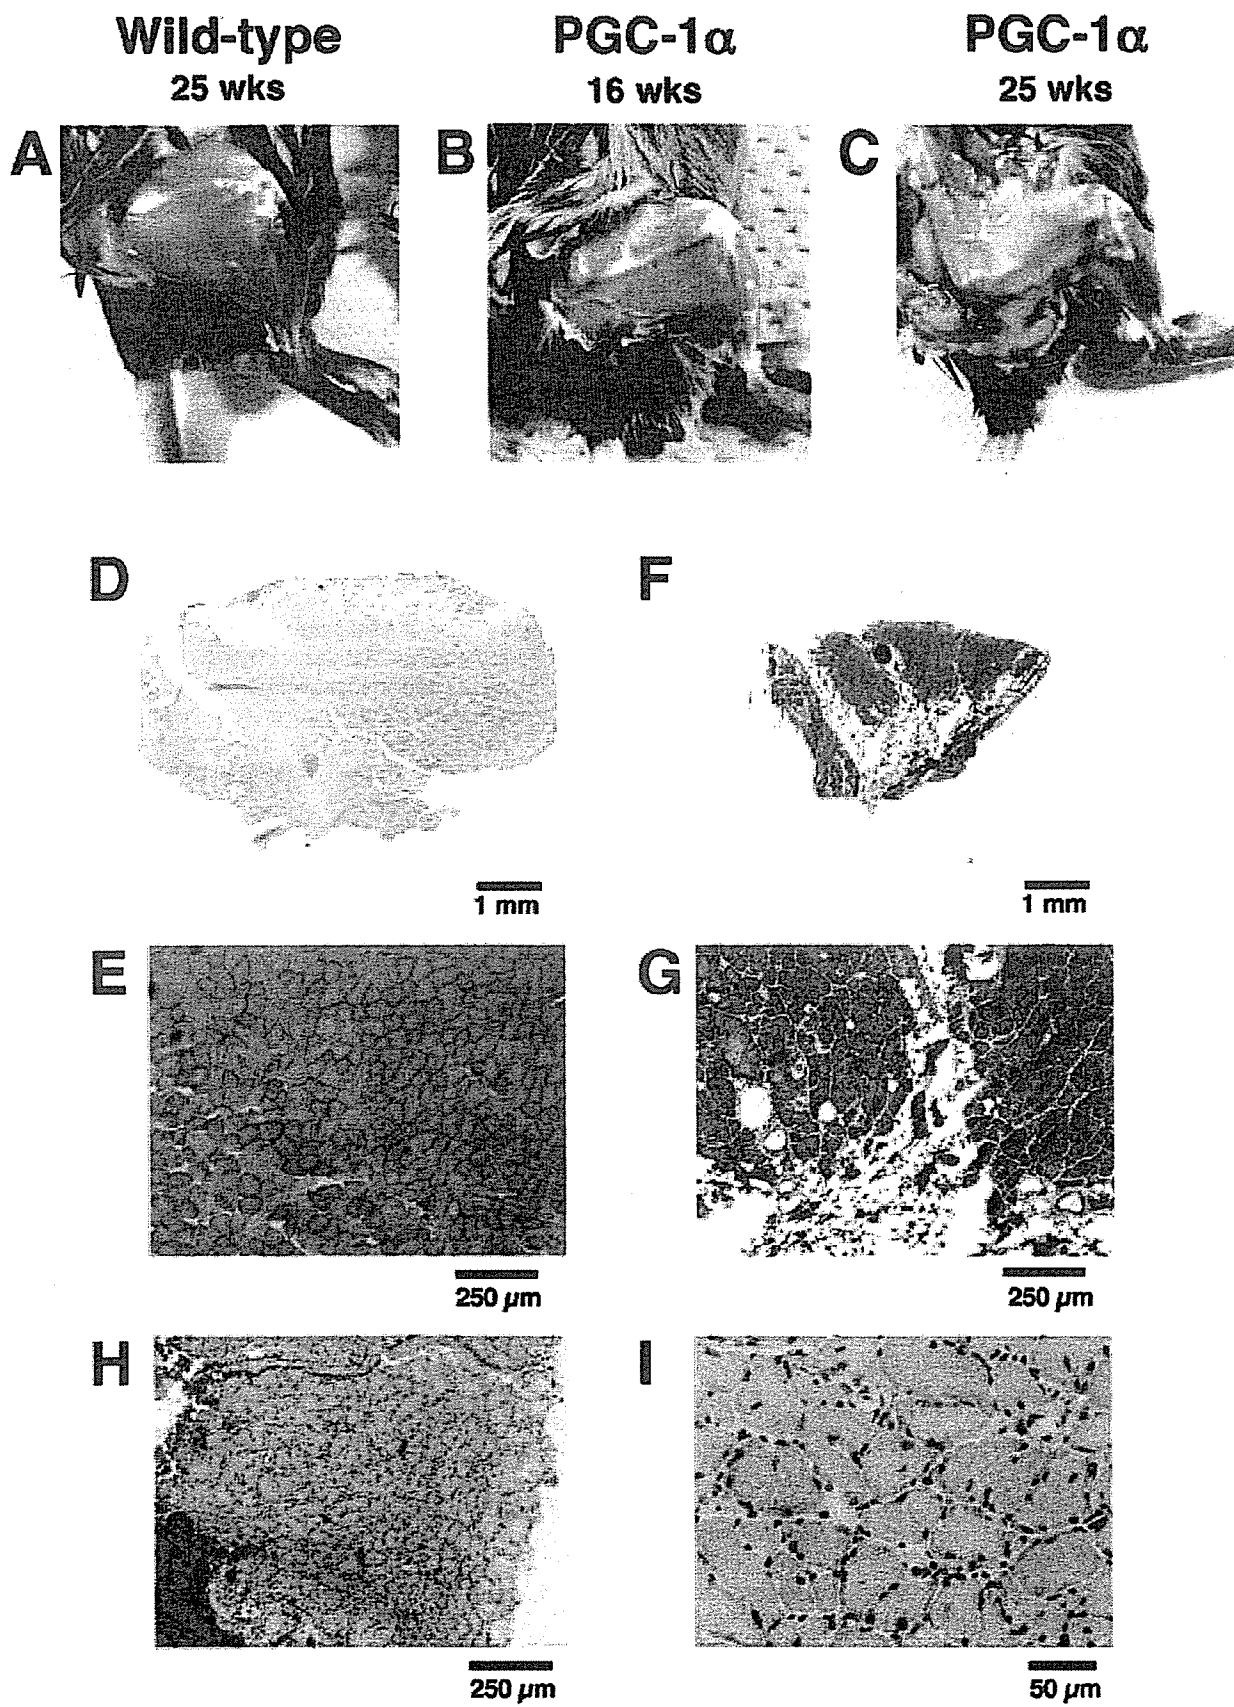 Wild-type PGC-1α PGC-1α
25 wks 16 wks 25 wks
A B C
D F
1 mm 1 mm
E G
250 µm 250 µm
H I
250 µm 50 µm